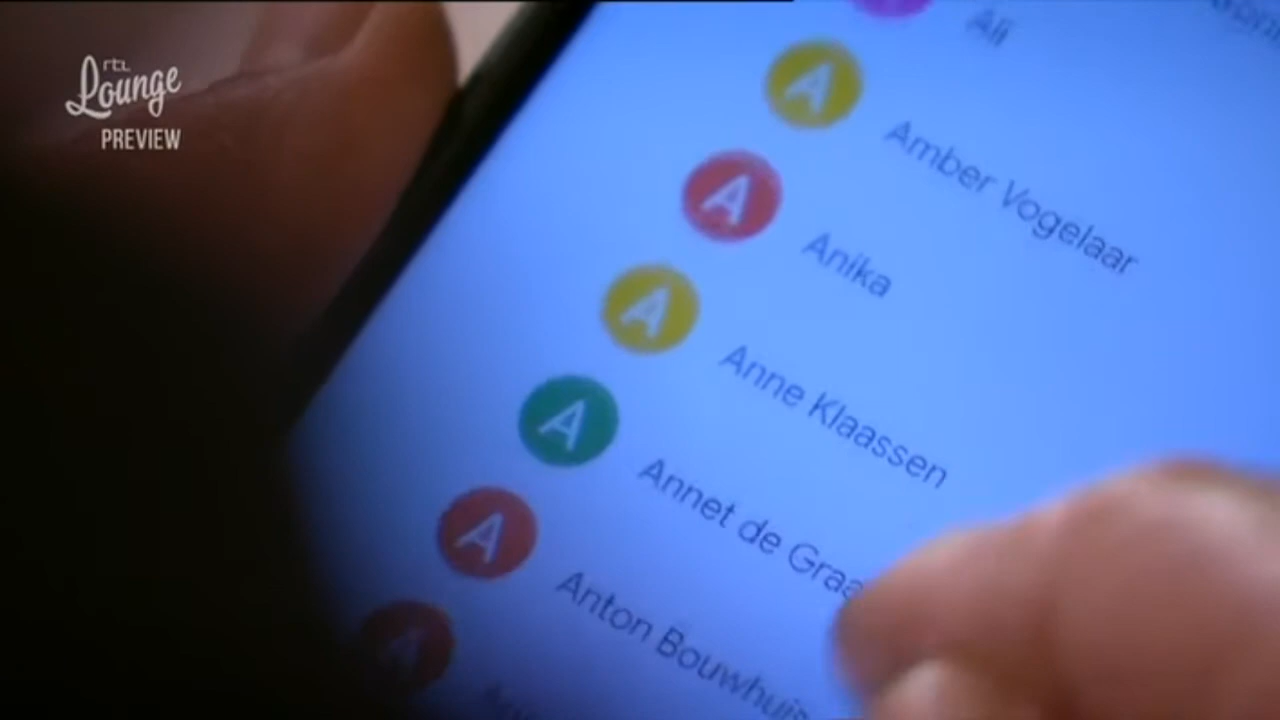 rtl
Lounge
PREVIEW
Ali
A Amber Vogelaar
A Anika
A Anne Klaassen
A Annet de Graa
A Anton Bouwhuis
A